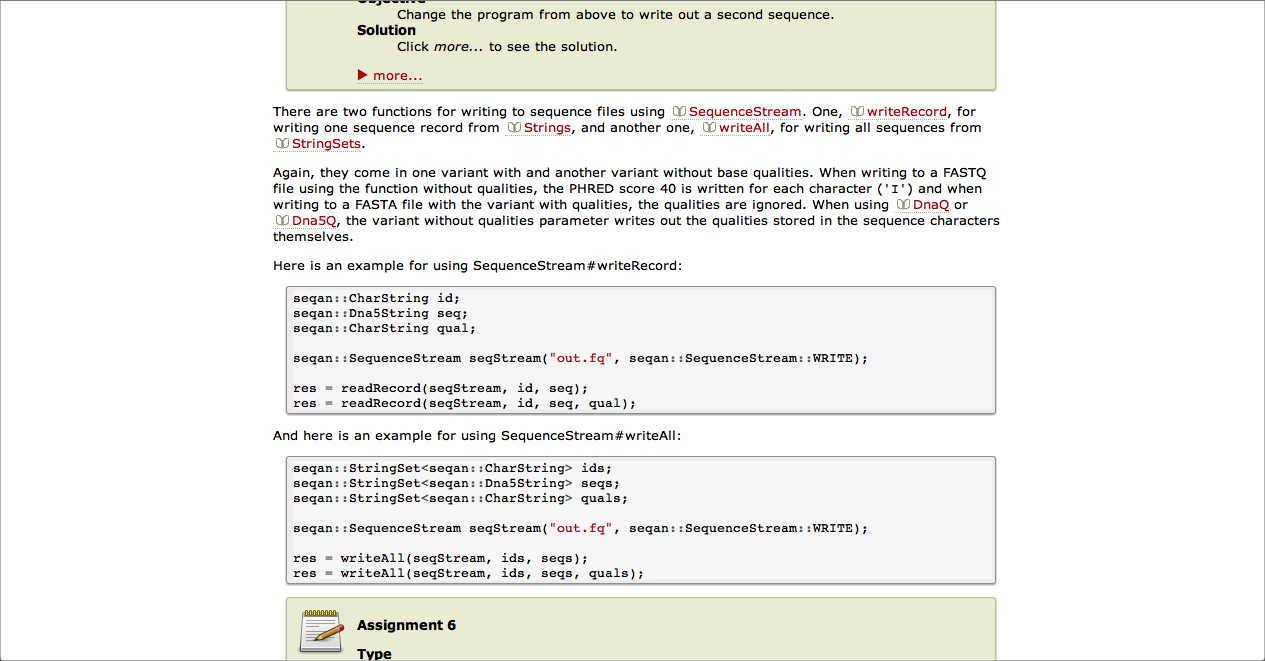 Objective
Change the program from above to write out a second sequence.
Solution
Click more... to see the solution.
more...
There are two functions for writing to sequence files using SequenceStream. One, writeRecord, for
writing one sequence record from Strings, and another one, writeAll, for writing all sequences from
StringSets.
Again, they come in one variant with and another variant without base qualities. When writing to a FASTQ
file using the function without qualities, the PHRED score 40 is written for each character ('I') and when
writing to a FASTA file with the variant with qualities, the qualities are ignored. When using DnaQ or
Dna5Q, the variant without qualities parameter writes out the qualities stored in the sequence characters
themselves.
Here is an example for using SequenceStream#writeRecord:
seqan::CharString id;
seqan::Dna5String seq;
seqan::CharString qual;
seqan::SequenceStream seqStream("out.fq", seqan::SequenceStream::WRITE);
res = readRecord(seqStream, id, seq);
res = readRecord(seqStream, id, seq, qual);
And here is an example for using SequenceStream#writeAll:
seqan::StringSet<seqan::CharString> ids;
seqan::StringSet<seqan::Dna5String> seqs;
seqan::StringSet<seqan::CharString> quals;
seqan::SequenceStream seqStream("out.fq", seqan::SequenceStream::WRITE);
res = writeAll(seqStream, ids, seqs);
res = writeAll(seqStream, ids, seqs, quals);
Assignment 6
Type